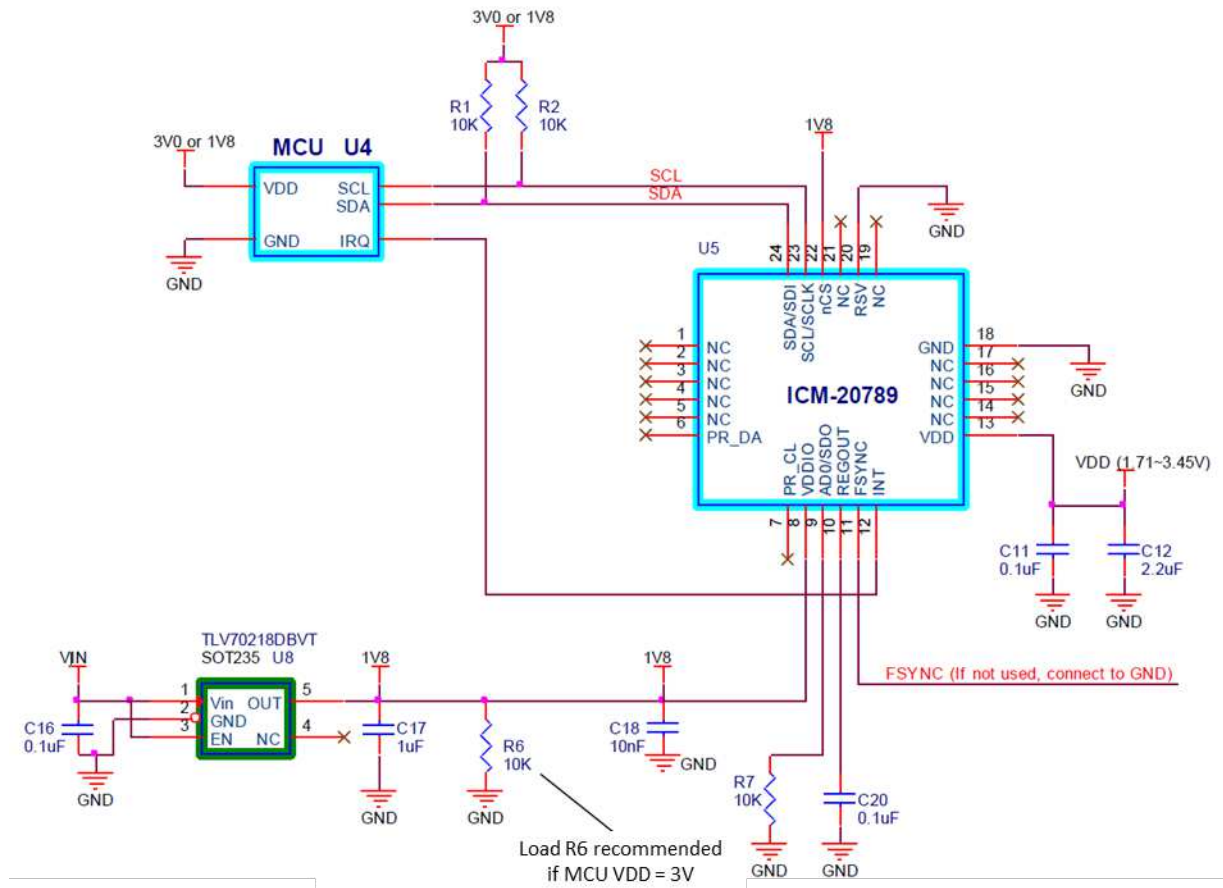 3V0 or 1V8
R1
10K
R2
10K
3V0 or 1V8
MCU U4
VDD
SCL
SDA
GND
IRQ
GND
SCL
SDA
1V8
GND
U5
24
23
22
21
20
19
SDA/SDI
SCL/SCLK
nCS
NC
RSV
NC
1
NC
2
NC
3
NC
4
NC
5
NC
6
PR_DA
ICM-20789
18
GND
17
NC
16
NC
15
NC
14
NC
13
VDD
GND
PR_CL
VDDIO
AD0/SDO
REGOUT
FSYNC
INT
7
8
9
10
11
12
VDD (1.71~3.45V)
C11
0.1uF
C12
2.2uF
GND
GND
FSYNC (If not used, connect to GND)
TLV70218DBVT
SOT235 U8
VIN
1
Vin
OUT
5
2
GND
3
EN
NC
4
C16
0.1uF
GND
1V8
C17
1uF
GND
R6
10K
GND
1V8
C18
10nF
GND
R7
10K
GND
C20
0.1uF
GND
Load R6 recommended
if MCU VDD = 3V